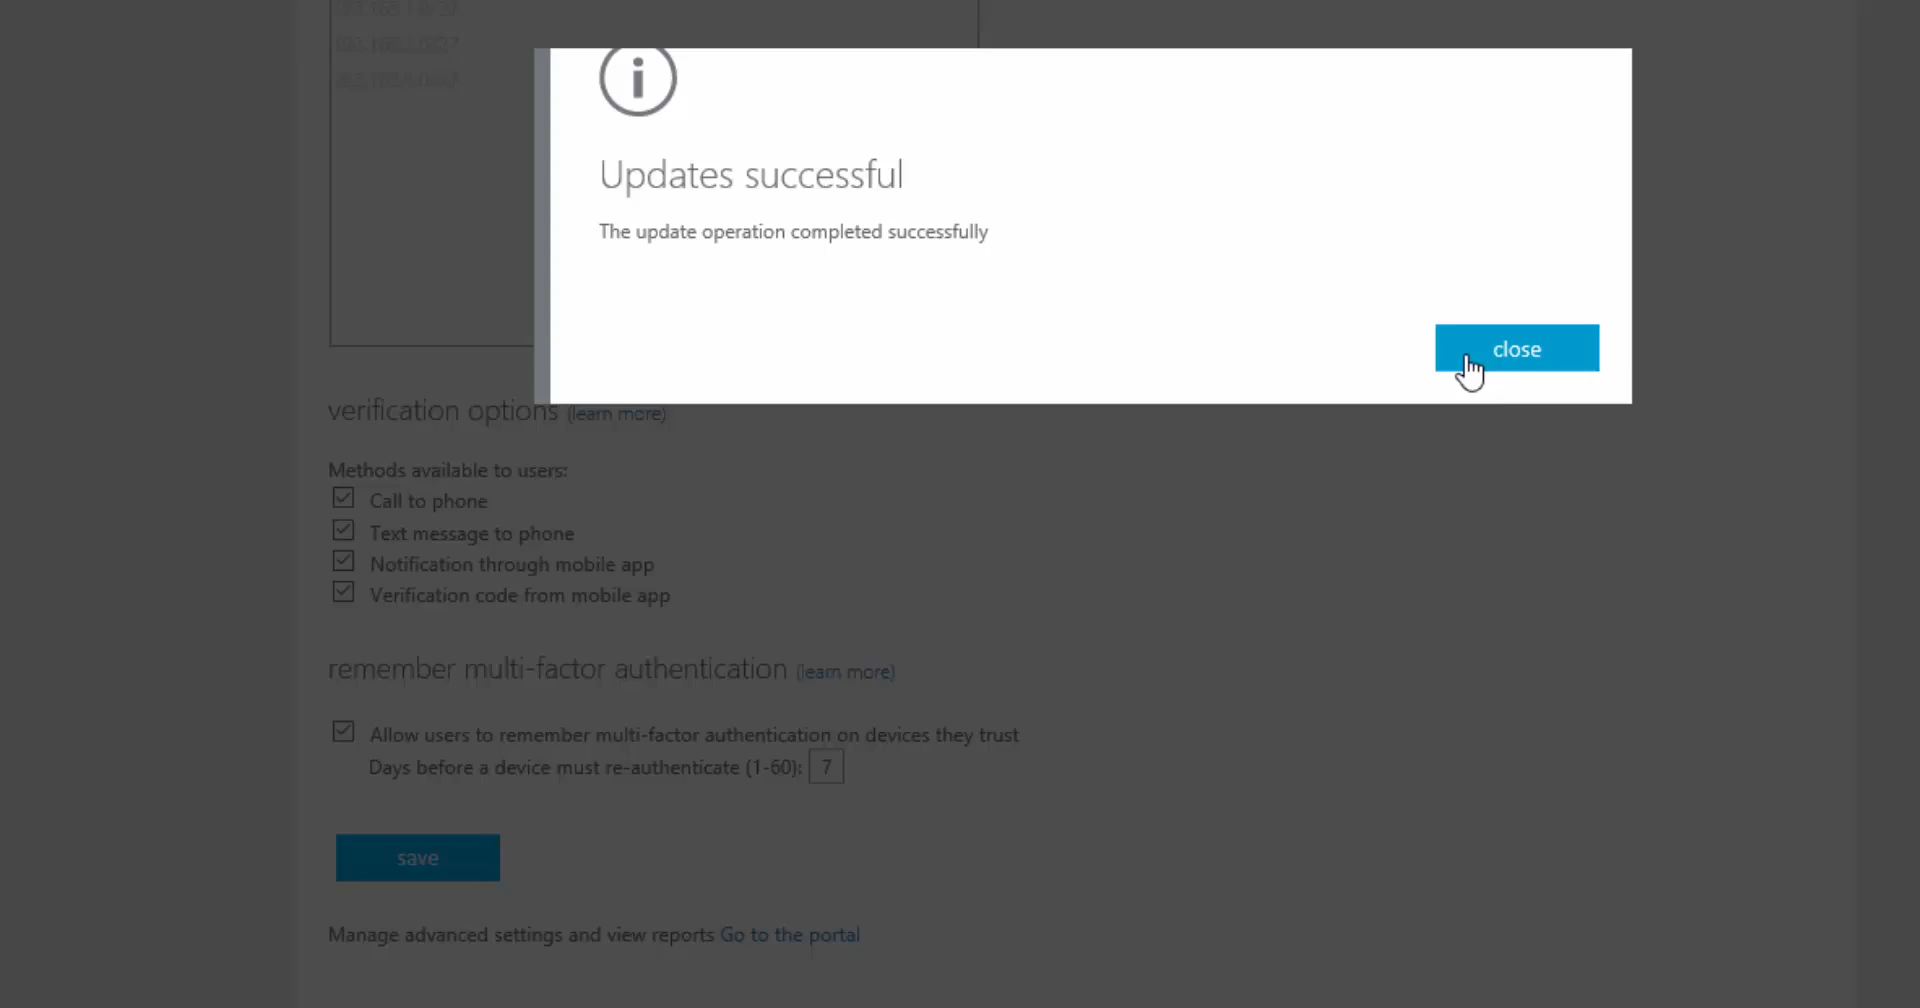 Updates successful
The update operation completed successfully
close
verification options (learn more)
Methods available to users:
Call to phone
Text message to phone
Notification through mobile app
Verification code from mobile app
remember multi-factor authentication (learn more)
Allow users to remember multi-factor authentication on devices they trust
Days before a device must re-authenticate (1-60): 7
save
Manage advanced settings and view reports Go to the portal